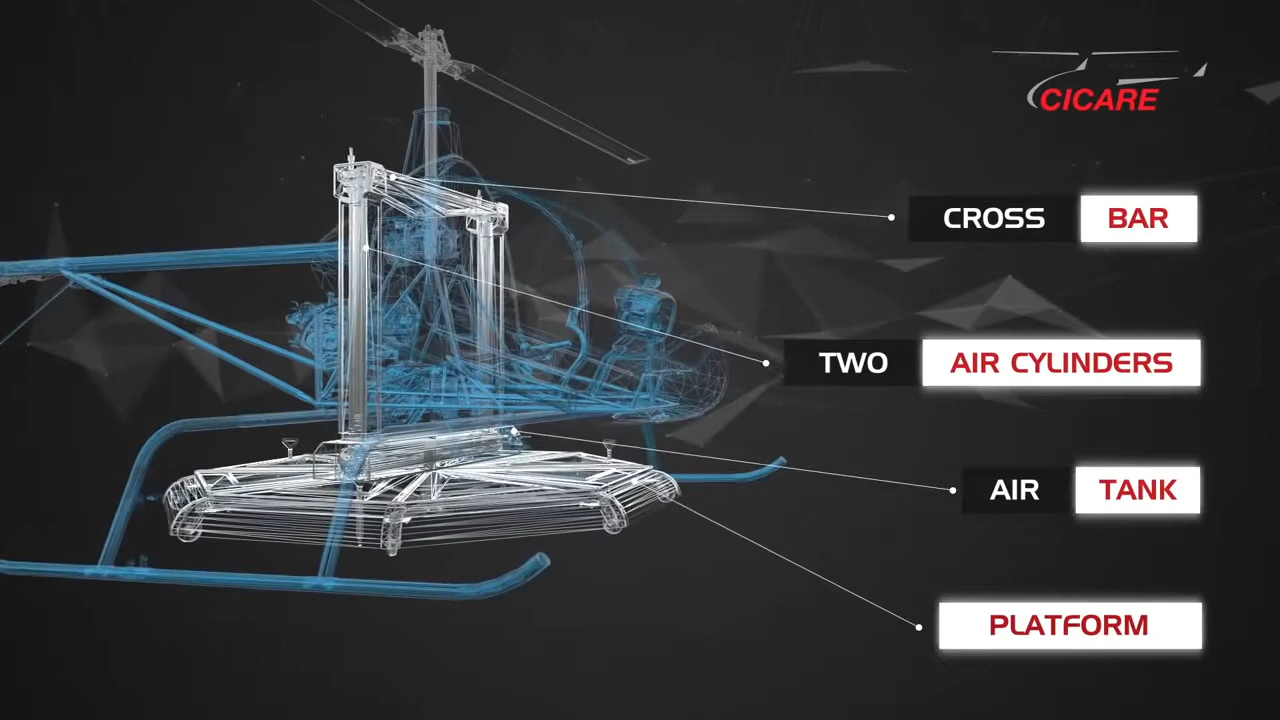 CICARE
CROSS BAR
TWO AIR CYLINDERS
AIR TANK
PLATFORM